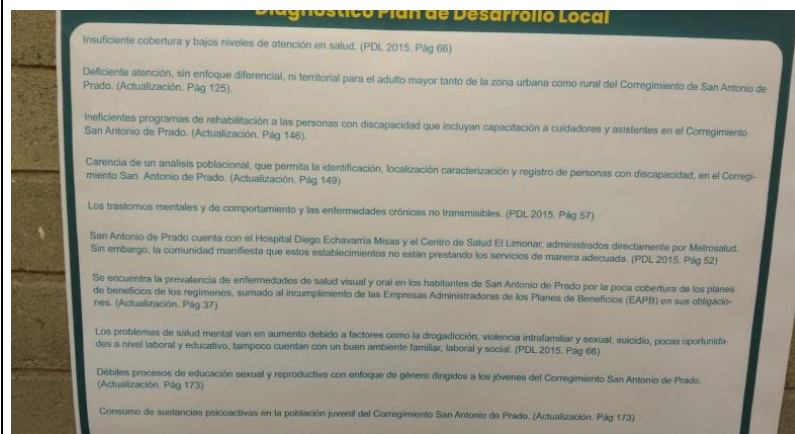 Diagnóstico Plan de Desarrollo Local
Insuficiente cobertura y bajos niveles de atención en salud. (PDL 2015. Pág 66)
Deficiente atención, sin enfoque diferencial, ni territorial para el adulto mayor tanto de la zona urbana como rural del Corregimiento de San Antonio de
Prado. (Actualización. Pág 125).
Ineficientes programas de rehabilitación a las personas con discapacidad que incluyan capacitación a cuidadores y asistentes en el Corregimiento
San Antonio de Prado. (Actualización. Pág 146).
Carencia de un análisis poblacional, que permita la identificación, localización caracterización y registro de personas con discapacidad, en el Corregi-
miento San Antonio de Prado. (Actualización. Pág 149)
Los trastornos mentales y de comportamiento y las enfermedades crónicas no transmisibles. (PDL 2015. Pág 57)
San Antonio de Prado cuenta con el Hospital Diego Echavarría Misas y el Centro de Salud El Limonar, administrados directamente por Metrosalud.
Sin embargo, la comunidad manifiesta que estos establecimientos no están prestando los servicios de manera adecuada. (PDL 2015. Pág 52)
Se encuentra la prevalencia de enfermedades de salud visual y oral en los habitantes de San Antonio de Prado por la poca cobertura de los planes
de beneficios de los regímenes, sumado al incumplimiento de las Empresas Administradoras de los Planes de Beneficios (EAPB) en sus obligacio-
nes. (Actualización. Pág 37)
Los problemas de salud mental van en aumento debido a factores como la drogadicción, violencia intrafamiliar y sexual, suicidio, pocas oportunida-
des a nivel laboral y educativo, tampoco cuentan con un buen ambiente familiar, laboral y social. (PDL 2015. Pág 66)
Débiles procesos de educación sexual y reproductiva con enfoque de género dirigidos a los jóvenes del Corregimiento San Antonio de Prado.
(Actualización. Pág 173)
Consumo de sustancias psicoactivas en la población juvenil del Corregimiento San Antonio de Prado. (Actualización. Pág 173)